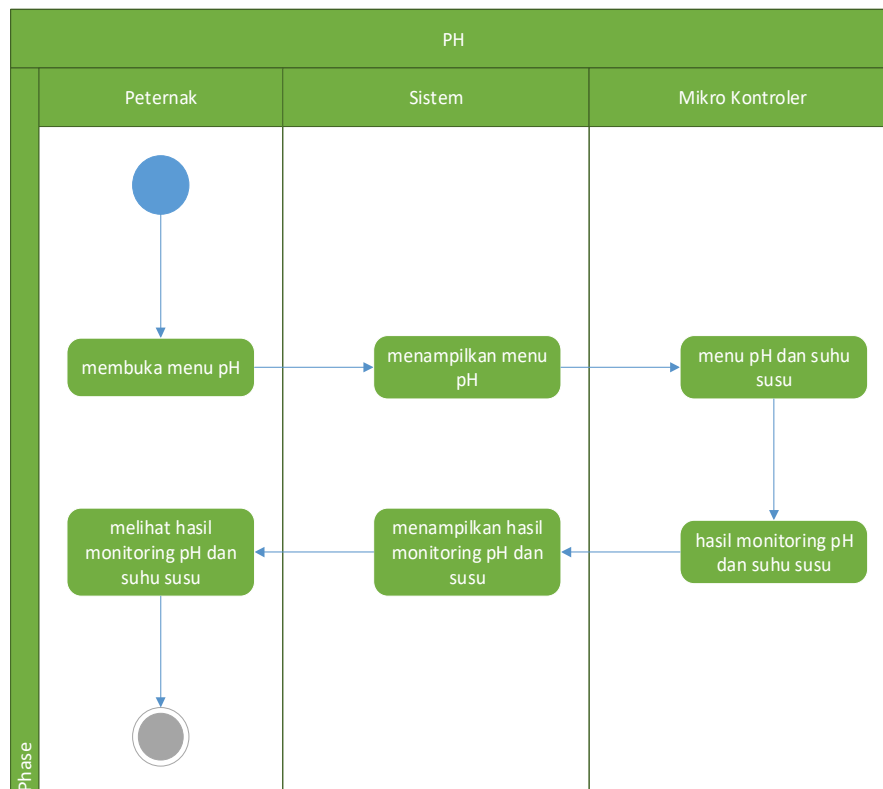 PH
Peternak
Sistem
Mikro Kontroler
membuka menu pH
menampilkan menu
pH
menu pH dan suhu
susu
melihat hasil
monitoring pH dan
suhu susu
menampilkan hasil
monitoring pH dan
susu
hasil monitoring pH
dan suhu susu
Phase